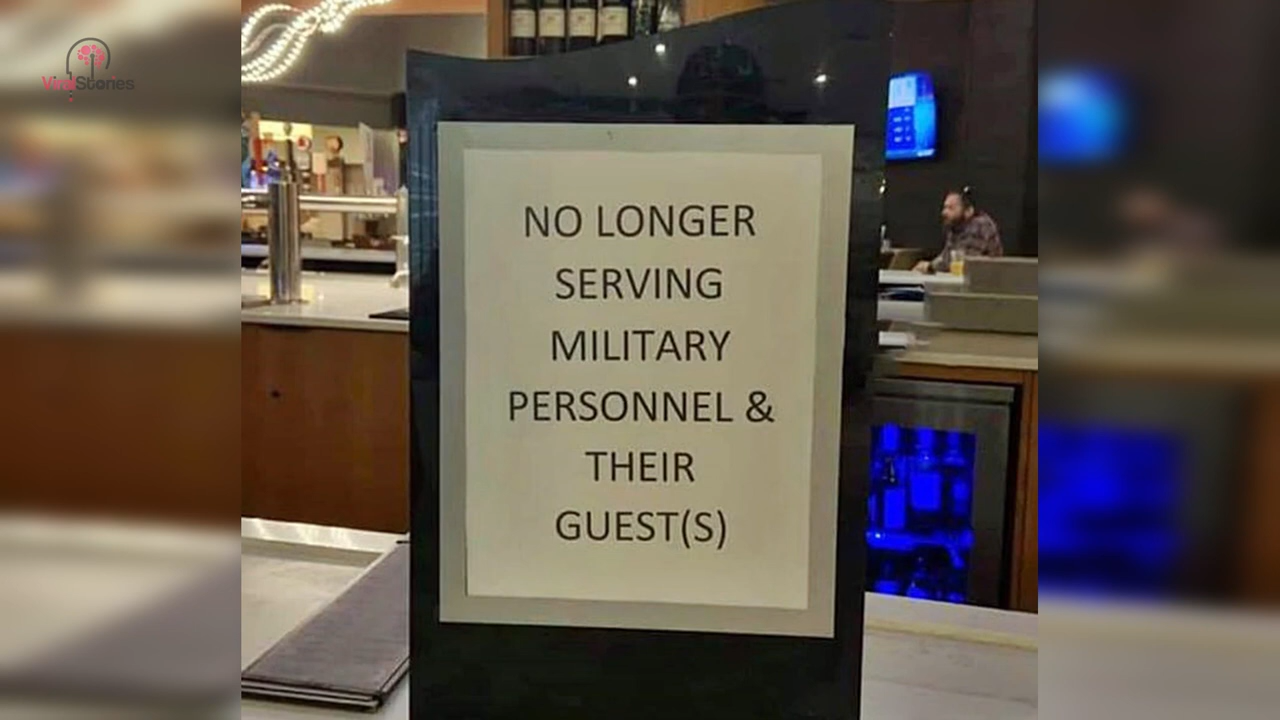 ViralStories
NO LONGER
SERVING
MILITARY
PERSONNEL &
THEIR
GUEST(S)